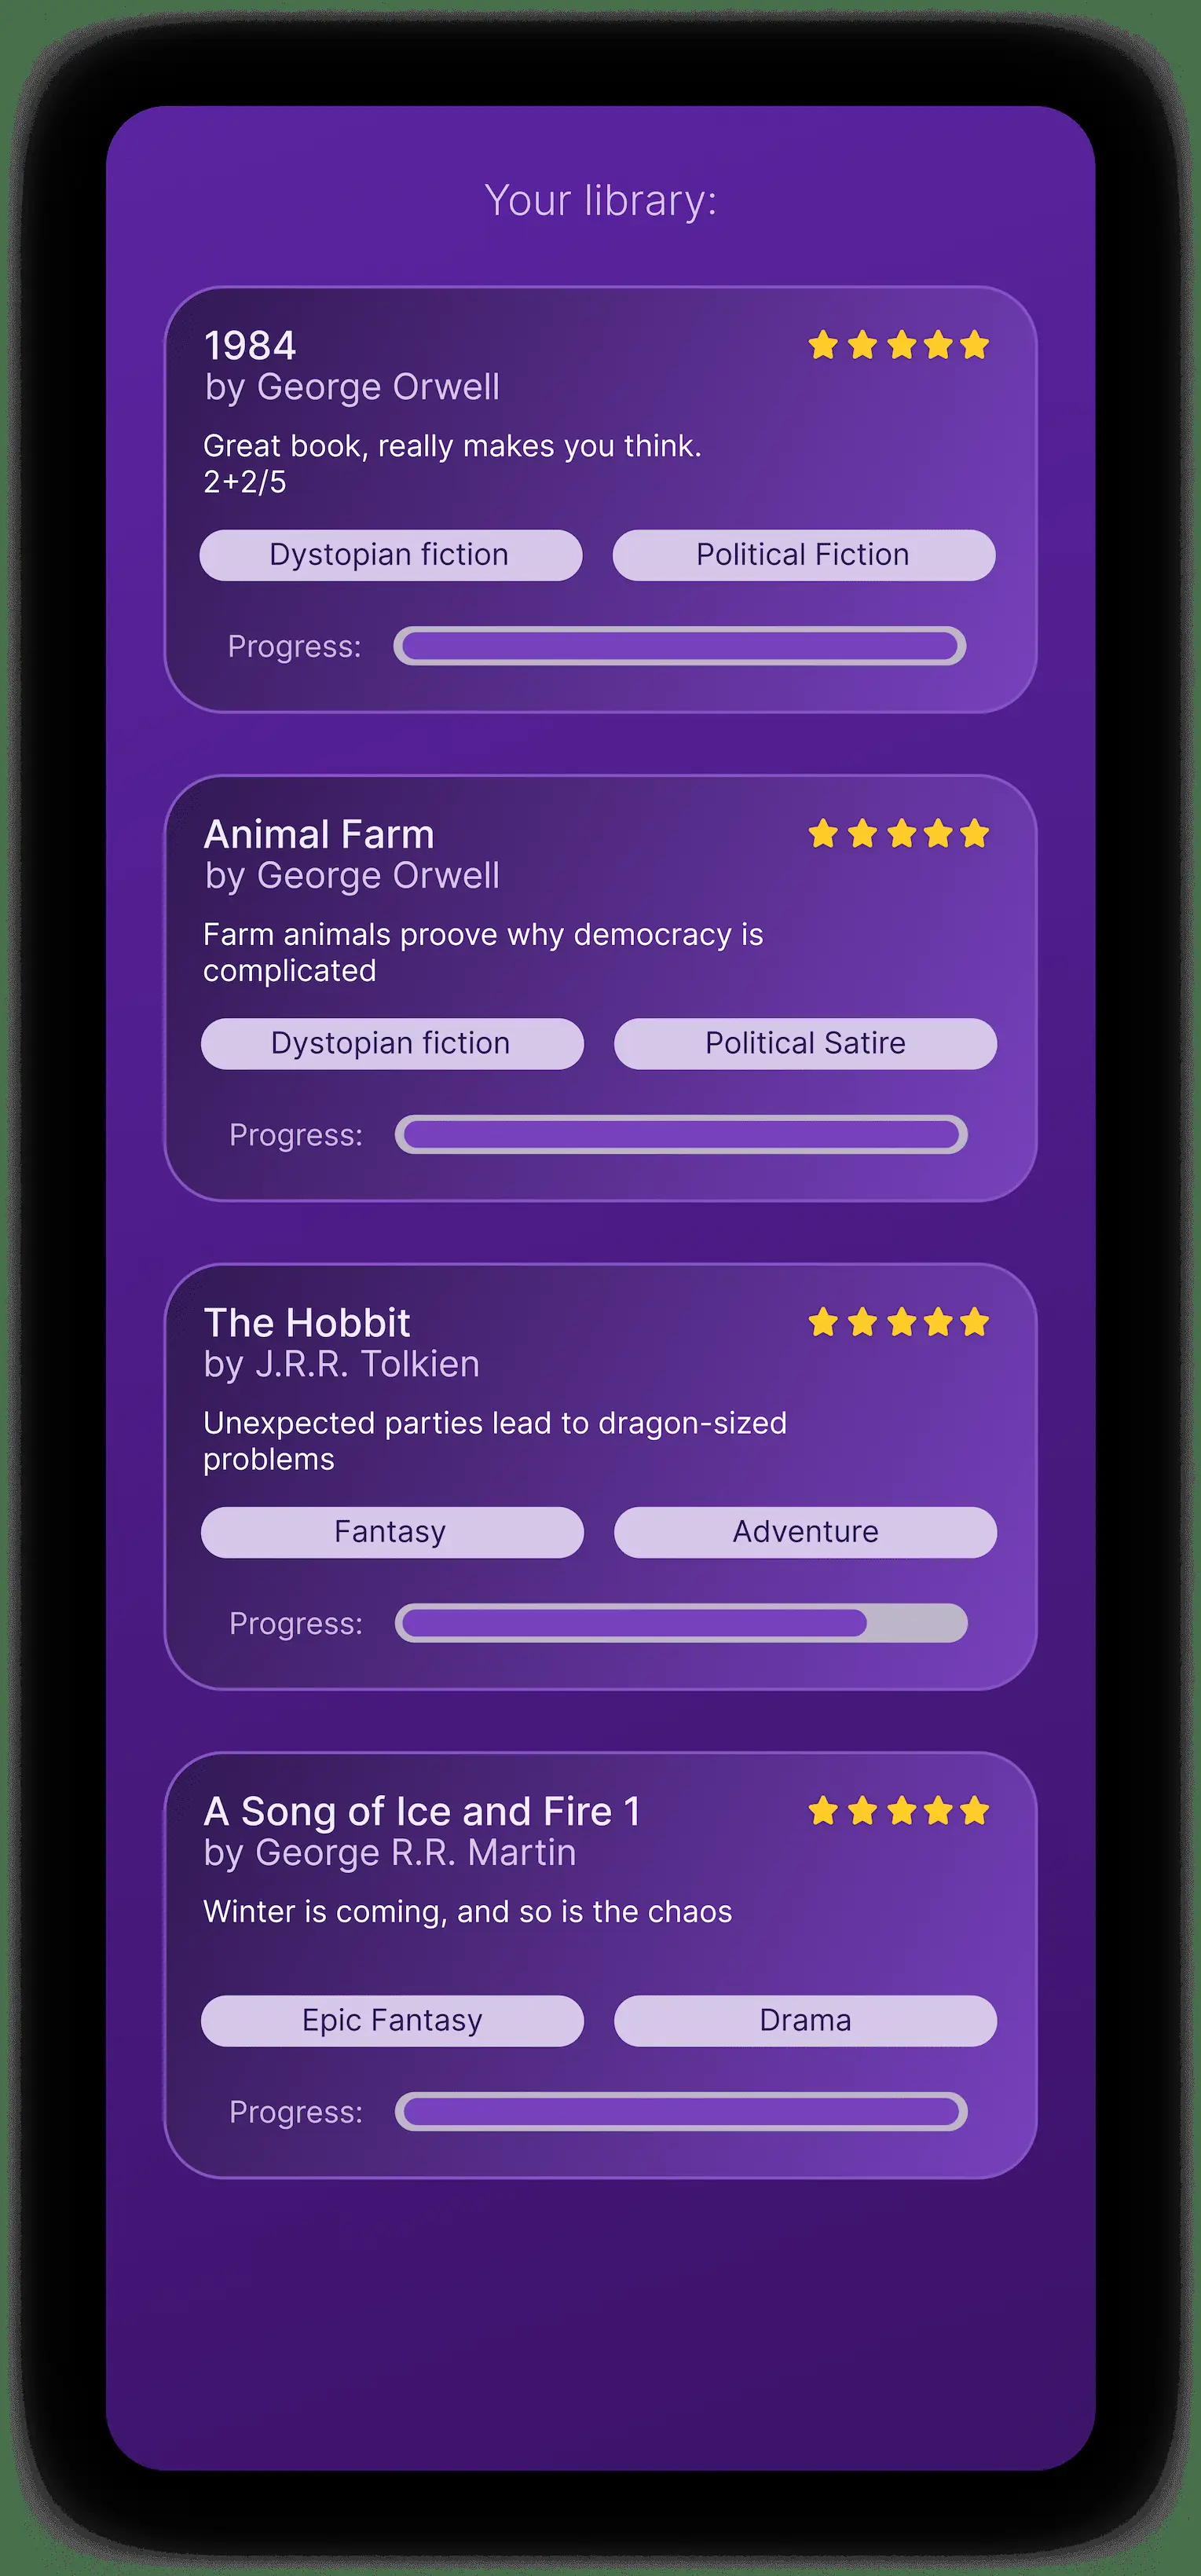 Your library:
1984
by George Orwell
Great book, really makes you think.
2+2/5
Dystopian fiction
Political Fiction
Progress:
Animal Farm
by George Orwell
Farm animals proove why democracy is
complicated
Dystopian fiction
Political Satire
Progress:
The Hobbit
by J.R.R. Tolkien
Unexpected parties lead to dragon-sized
problems
Fantasy
Adventure
Progress:
A Song of Ice and Fire 1
by George R.R. Martin
Winter is coming, and so is the chaos
Epic Fantasy
Drama
Progress: